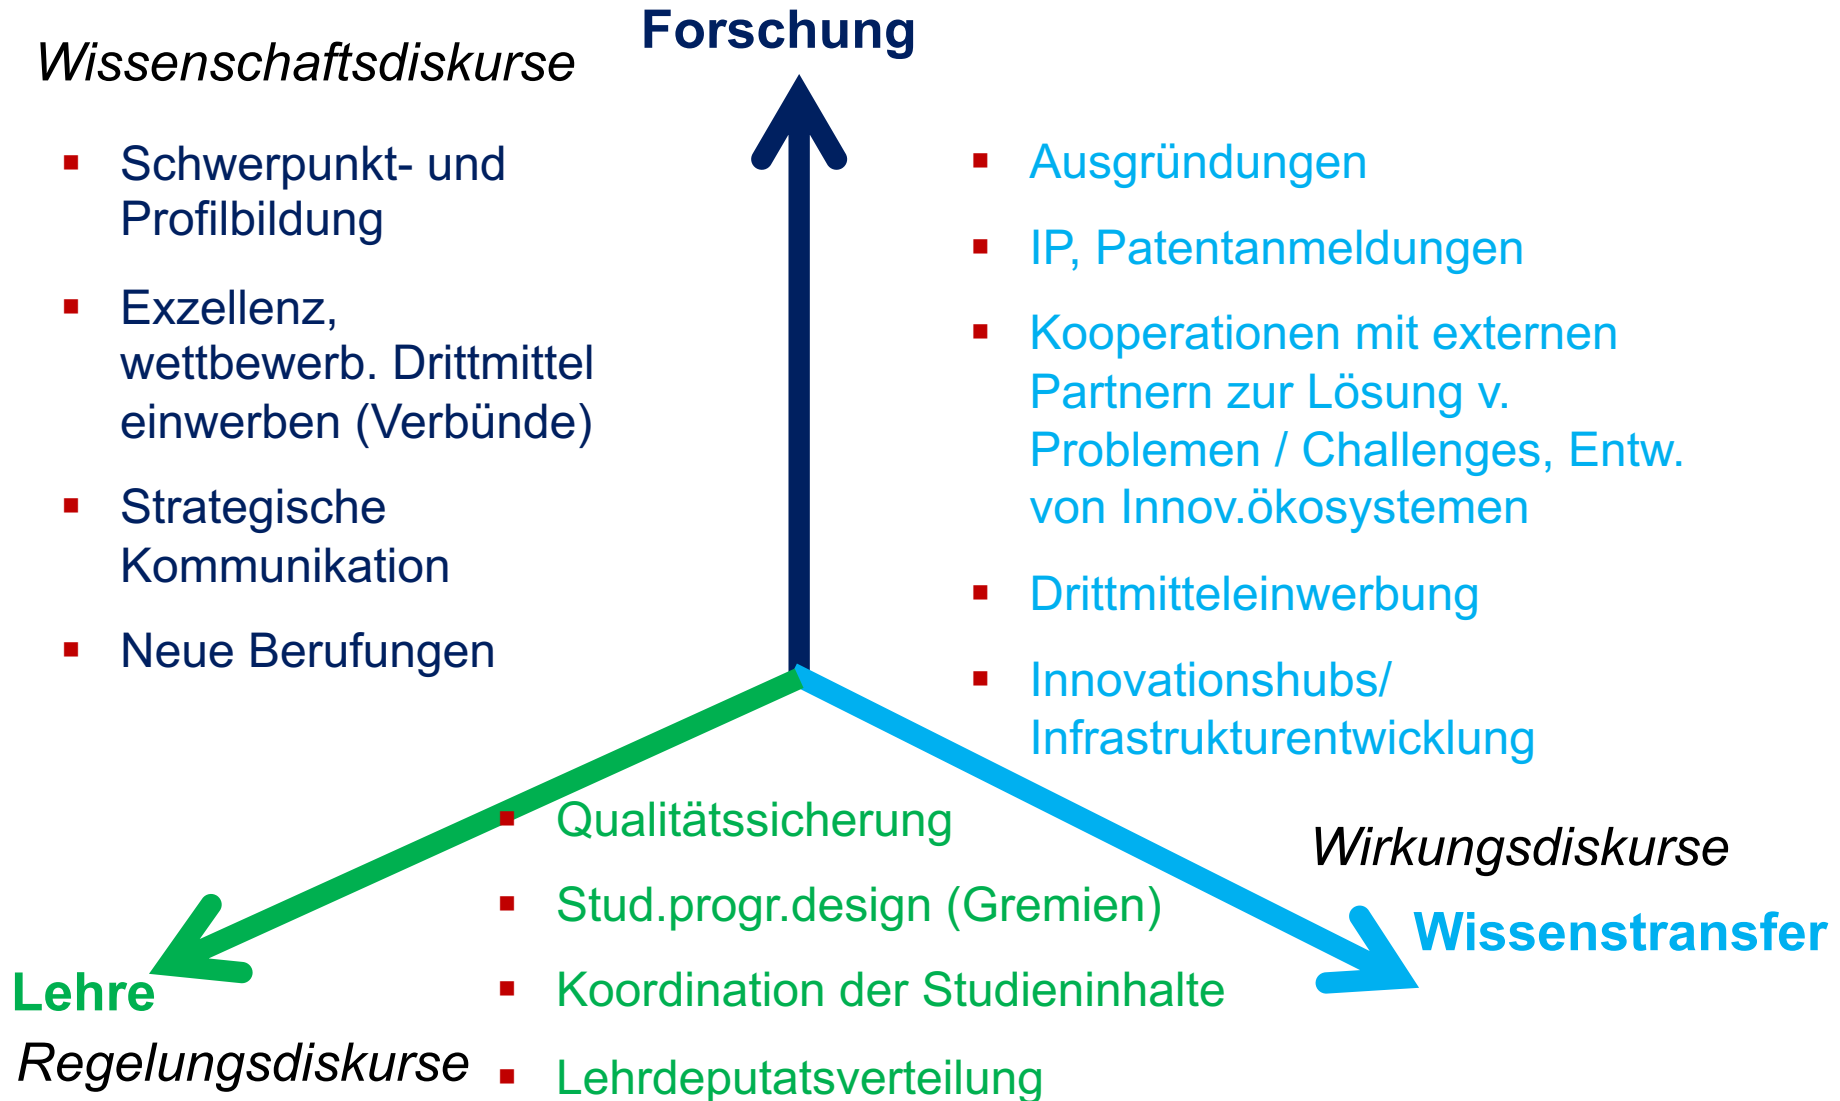 Forschung
Wissenschaftsdiskurse
Schwerpunkt- und
Profilbildung
Exzellenz,
wettbewerb. Drittmittel
einwerben (Verbünde)
Strategische
Kommunikation
Neue Berufungen
Ausgründungen
IP, Patentanmeldungen
Kooperationen mit externen
Partnern zur Lösung v.
Problemen / Challenges, Entw.
von Innov.ökosystemen
Drittmitteleinwerbung
Innovationshubs/
Infrastrukturentwicklung
Wirkungsdiskurse
Wissenstransfer
Qualitätssicherung
Stud.progr.design (Gremien)
Koordination der Studieninhalte
Lehrdeputatsverteilung
Lehre
Regelungsdiskurse